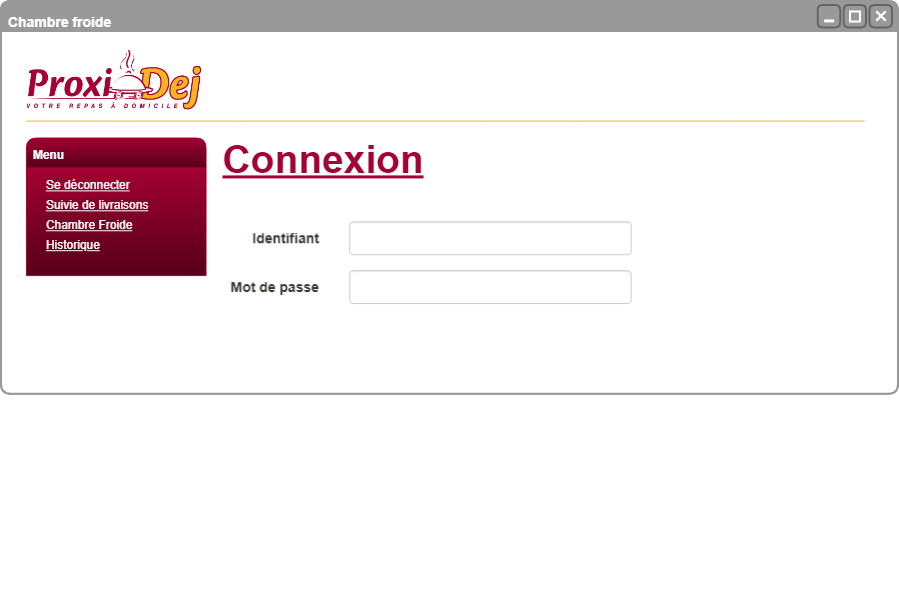 Chambre froide
Proxi Dej
VOTRE REPAS À DOMICILE
Menu
Se déconnecter
Suivie de livraisons
Chambre Froide
Historique
Connexion
Identifiant
Mot de passe